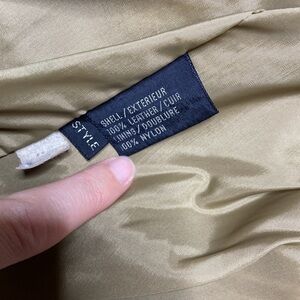 STYLE
SHELL/EXTERIEUR
100% LEATHER/CUIR
LINING/DOUBLURE
100% NYLON